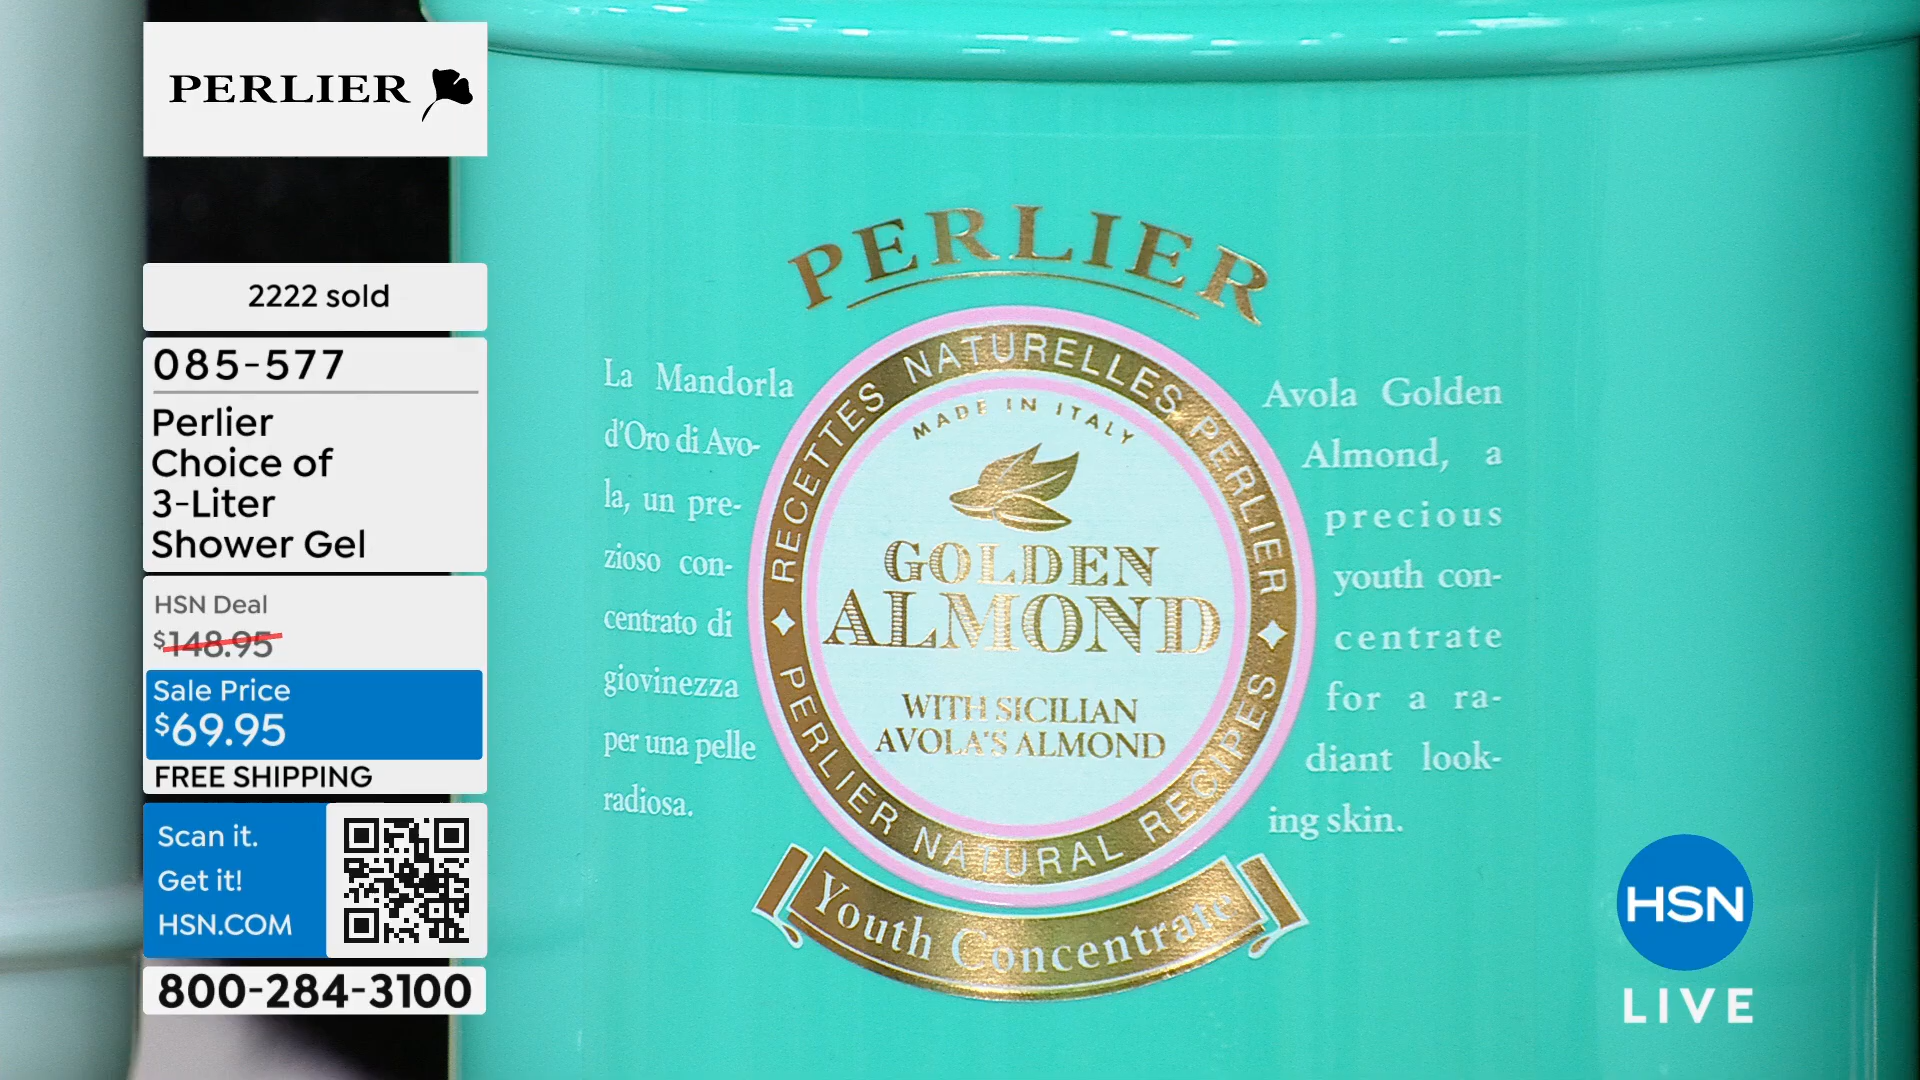 PERLIER
2222 sold
085-577
Perlier
Choice of
3-Liter
Shower Gel
HSN Deal
$148.95
Sale Price
$69.95
FREE SHIPPING
Scan it.
Get it!
HSN.COM
800-284-3100
PERLIER
La Mandorla
d'Oro di Avo-
la, un pre-
zioso con-
centrato di
giovinezza
per una pelle
radiosa.
RECETTES NATURELLES PERLIER
MADE IN ITALY
GOLDEN
ALMOND
WITH SICILIAN
AVOLA'S ALMOND
PERLIER NATURAL RECIPES
Youth Concentrate
Avola Golden
Almond, a
precious
youth con-
centrate
for a ra-
diant look-
ing skin.
HSN
LIVE